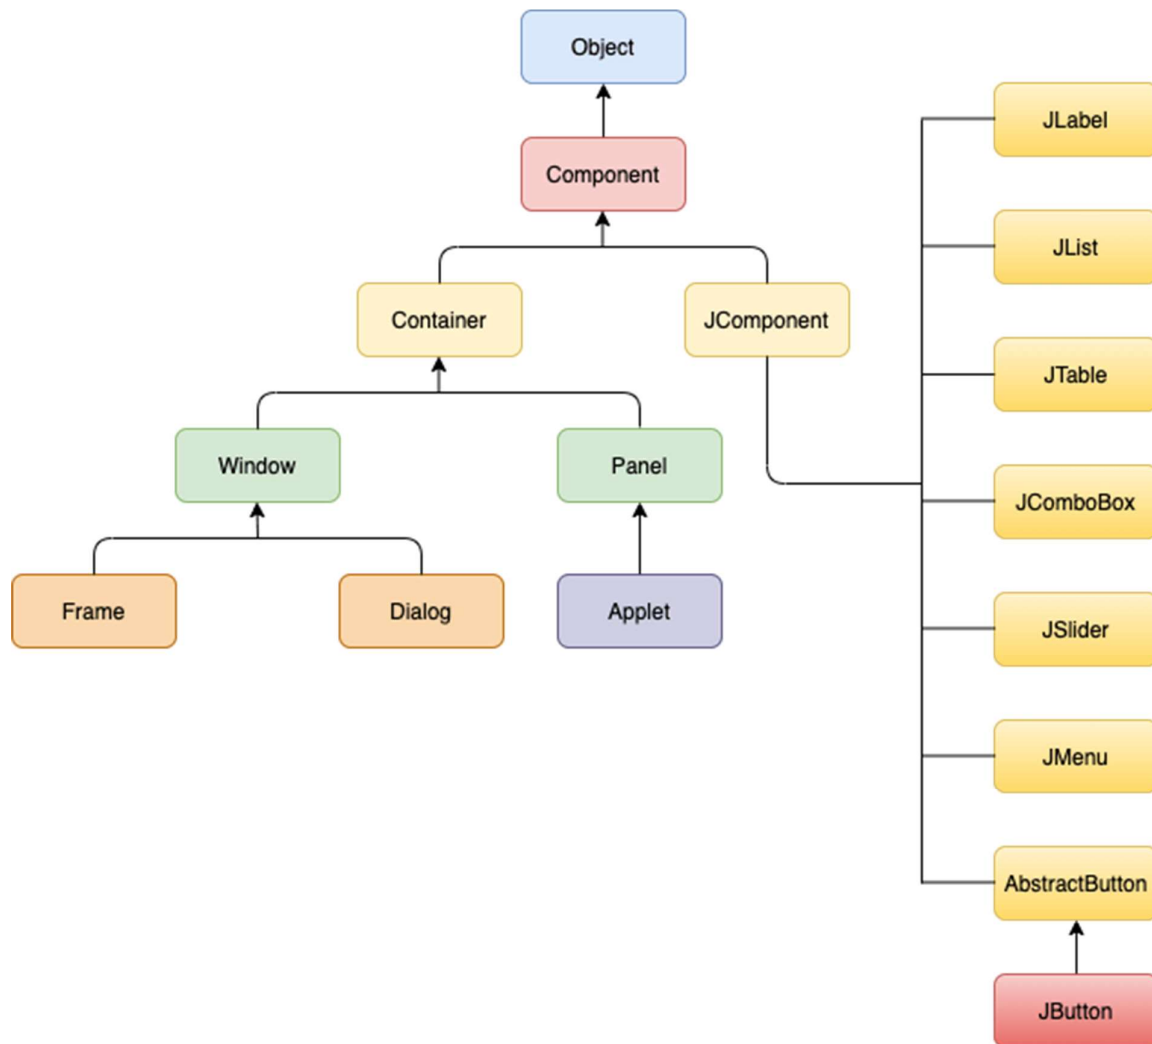 Object
Component
Container
JComponent
Window
Panel
Frame
Dialog
Applet
JLabel
JList
JTable
JComboBox
JSlider
JMenu
AbstractButton
JButton